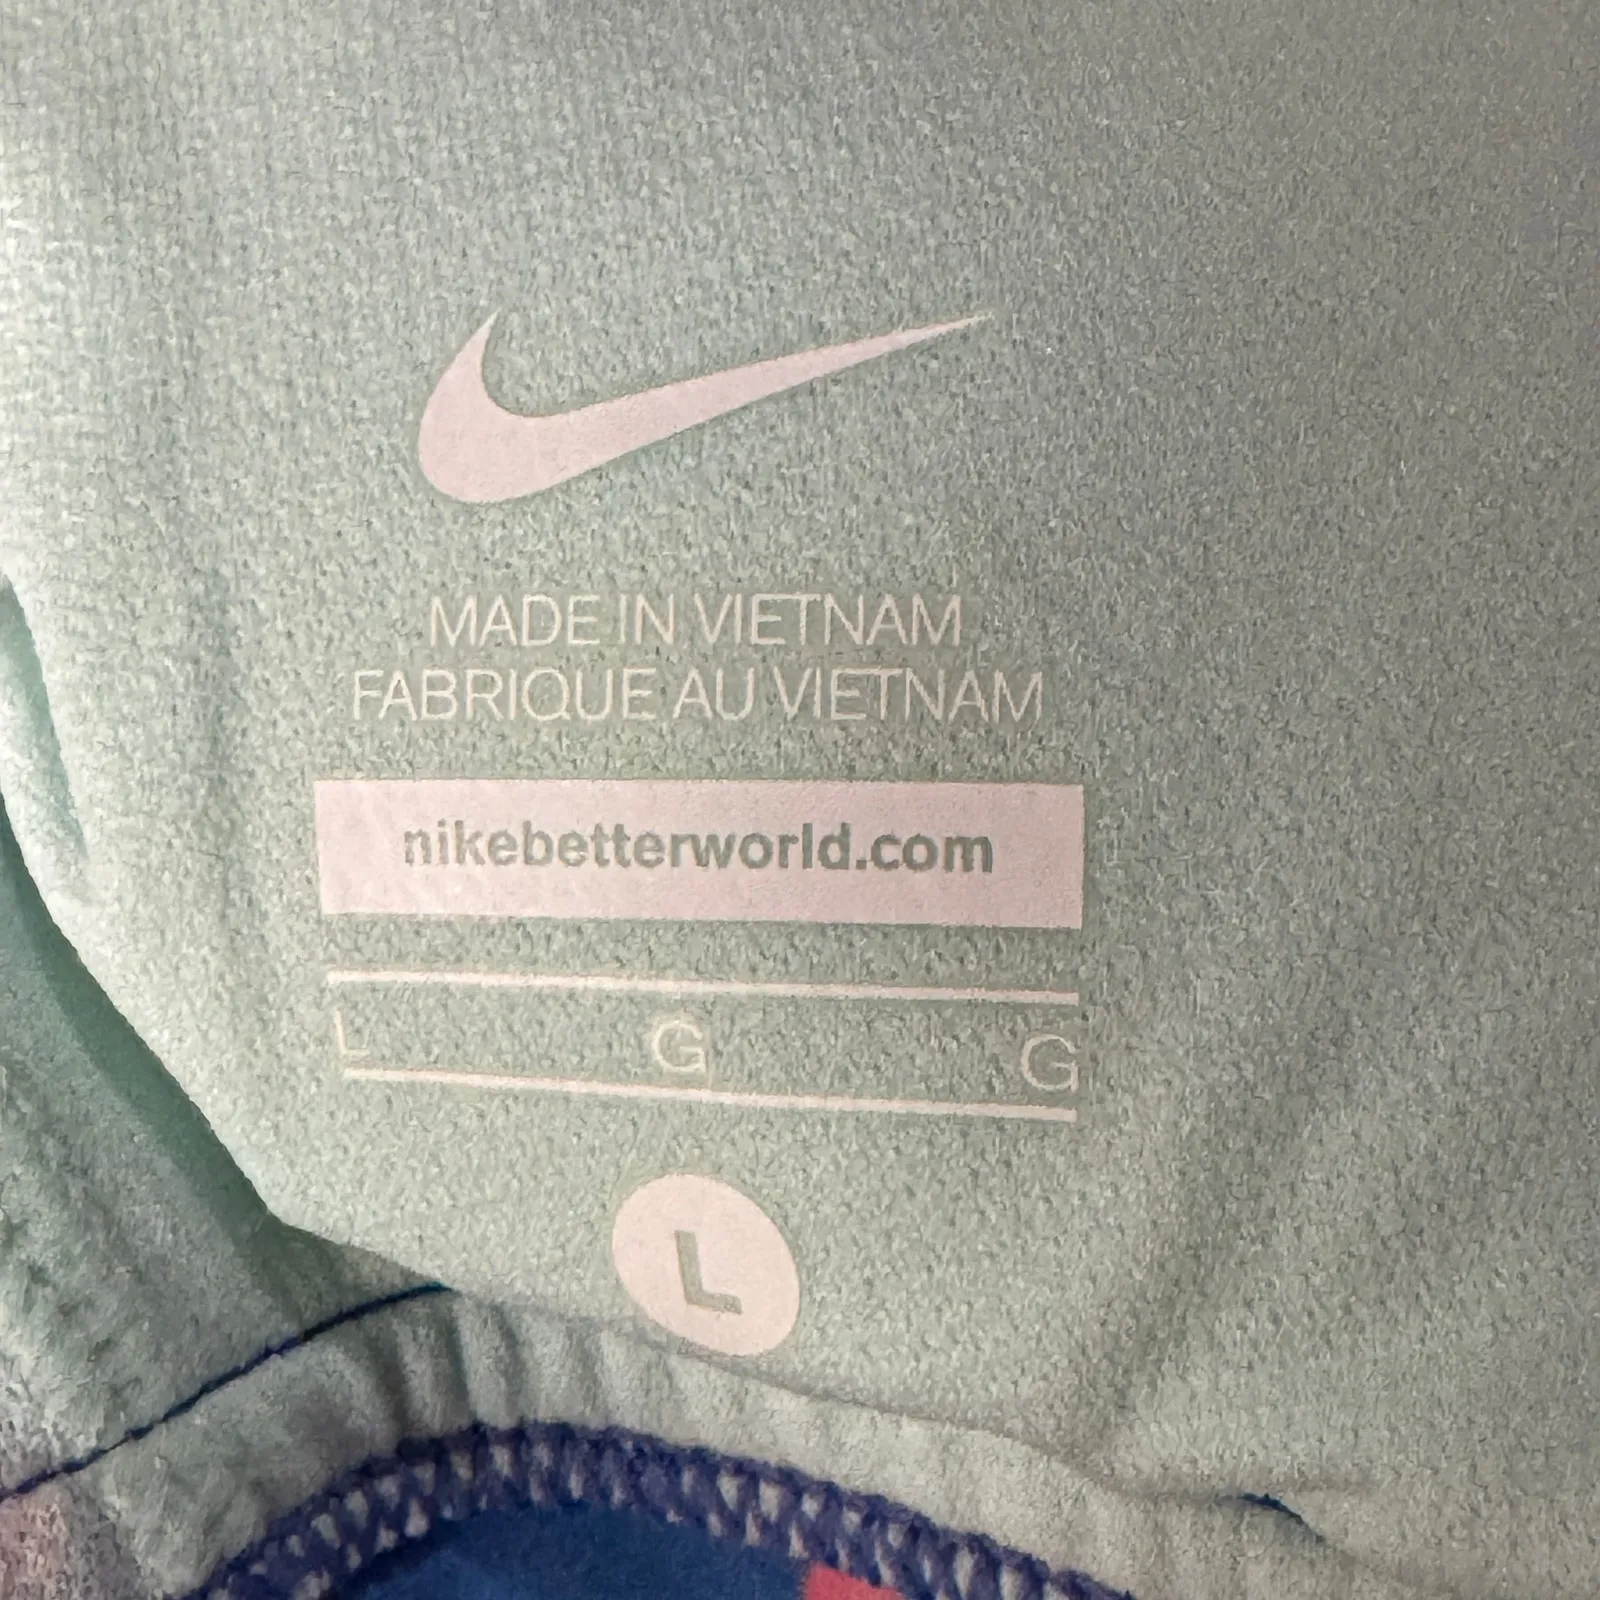 MADE IN VIETNAM
FABRIQUE AU VIETNAM
nikebetterworld.com
L G G
L